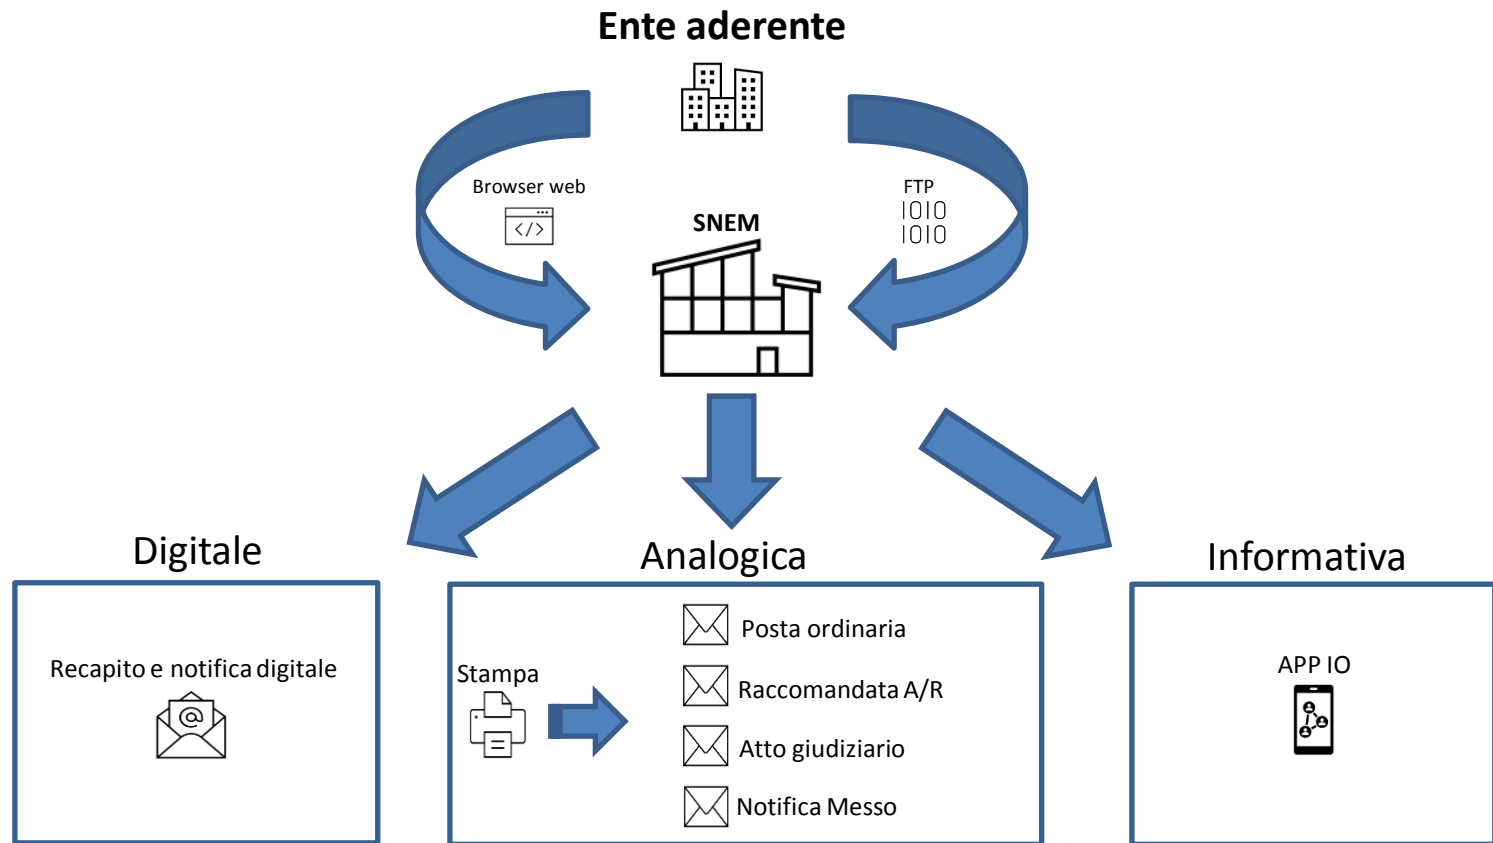 Ente aderente
Browser web
</>
FTP
1010
1010
SNEM
Digitale
Analogica
Informativa
Recapito e notifica digitale
@
Stampa
Posta ordinaria
Raccomandata A/R
Atto giudiziario
Notifica Messo
APP IO